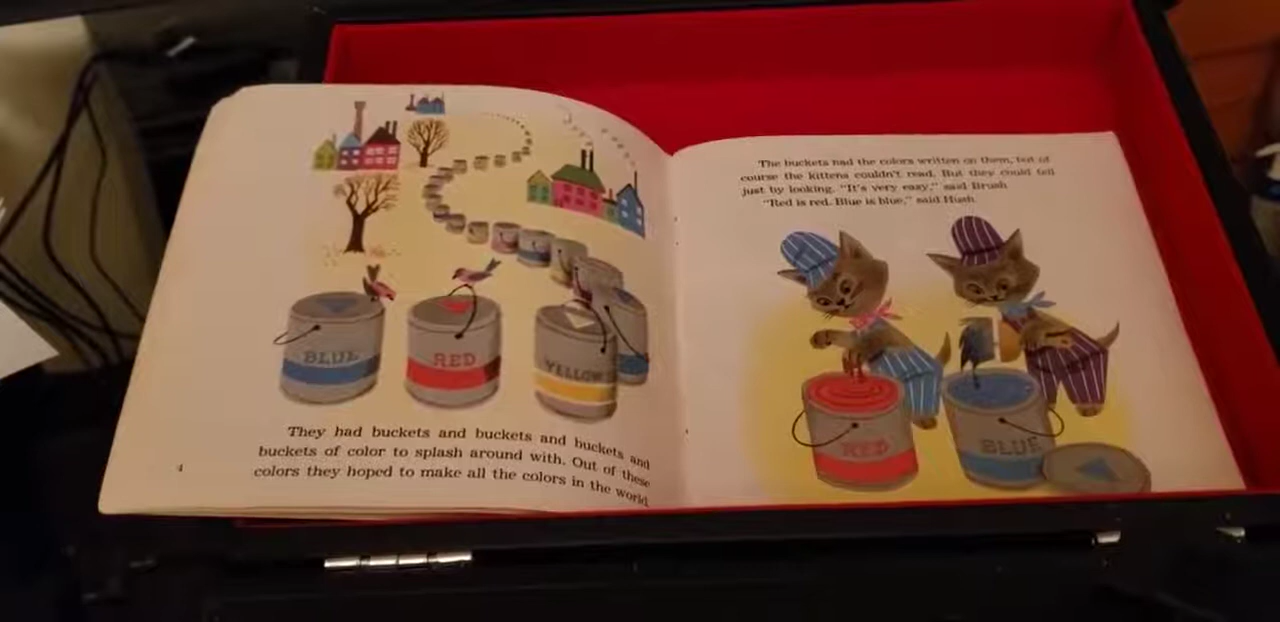 BLUE
RED
YELLOW
They had buckets and buckets and buckets and
buckets of color to splash around with. Out of these
colors they hoped to make all the colors in the world.
4
The buckets had the colors written on them, but of
course the kittens couldn't read. But they could tell
just by looking. "It's very easy," said Brush.
"Red is red. Blue is blue," said Hush.
RED
BLUE